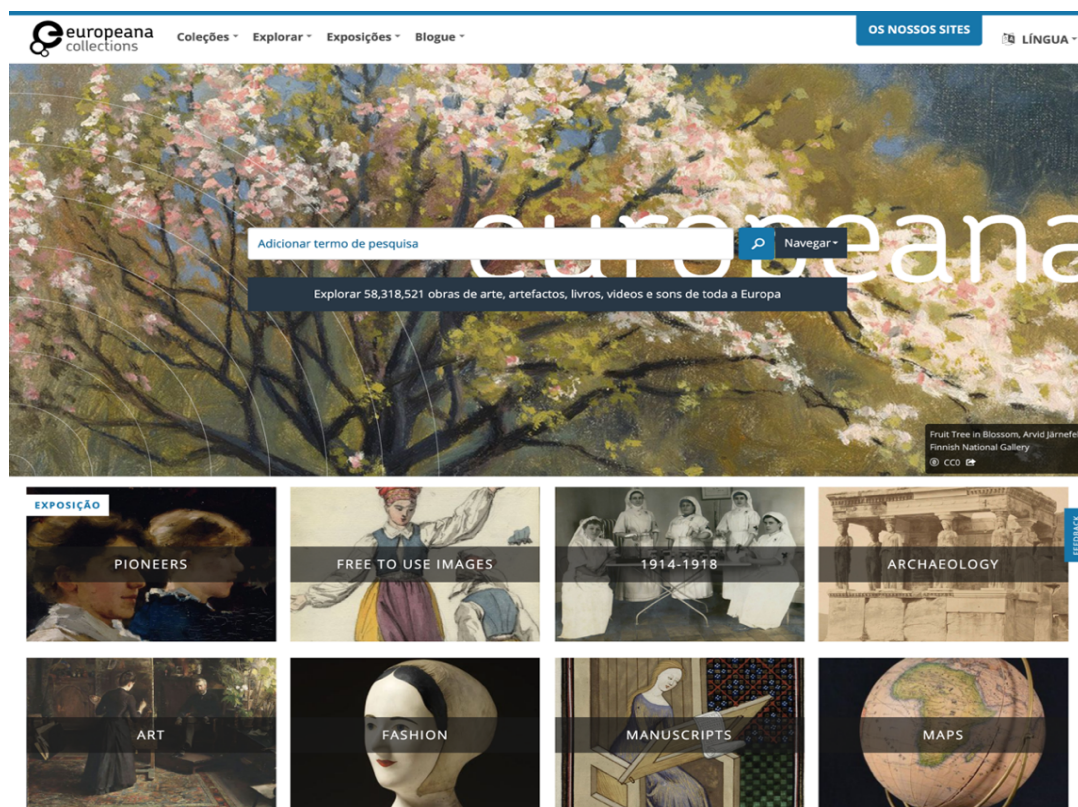 europeana
collections
Coleções
Explorar
Exposições
Blogue
OS NOSSOS SITES
LÍNGUA
europeana
Adicionar termo de pesquisa
Navegar
Explorar 58,318,521 obras de arte, artefactos, livros, videos e sons de toda a Europa
Fruit Tree in Blossom, Arvid Järnefel
Finnish National Gallery
CC0
EXPOSIÇÃO
PIONEERS
FREE TO USE IMAGES
1914-1918
ARCHAEOLOGY
FEEDBACK
ART
FASHION
MANUSCRIPTS
MAPS